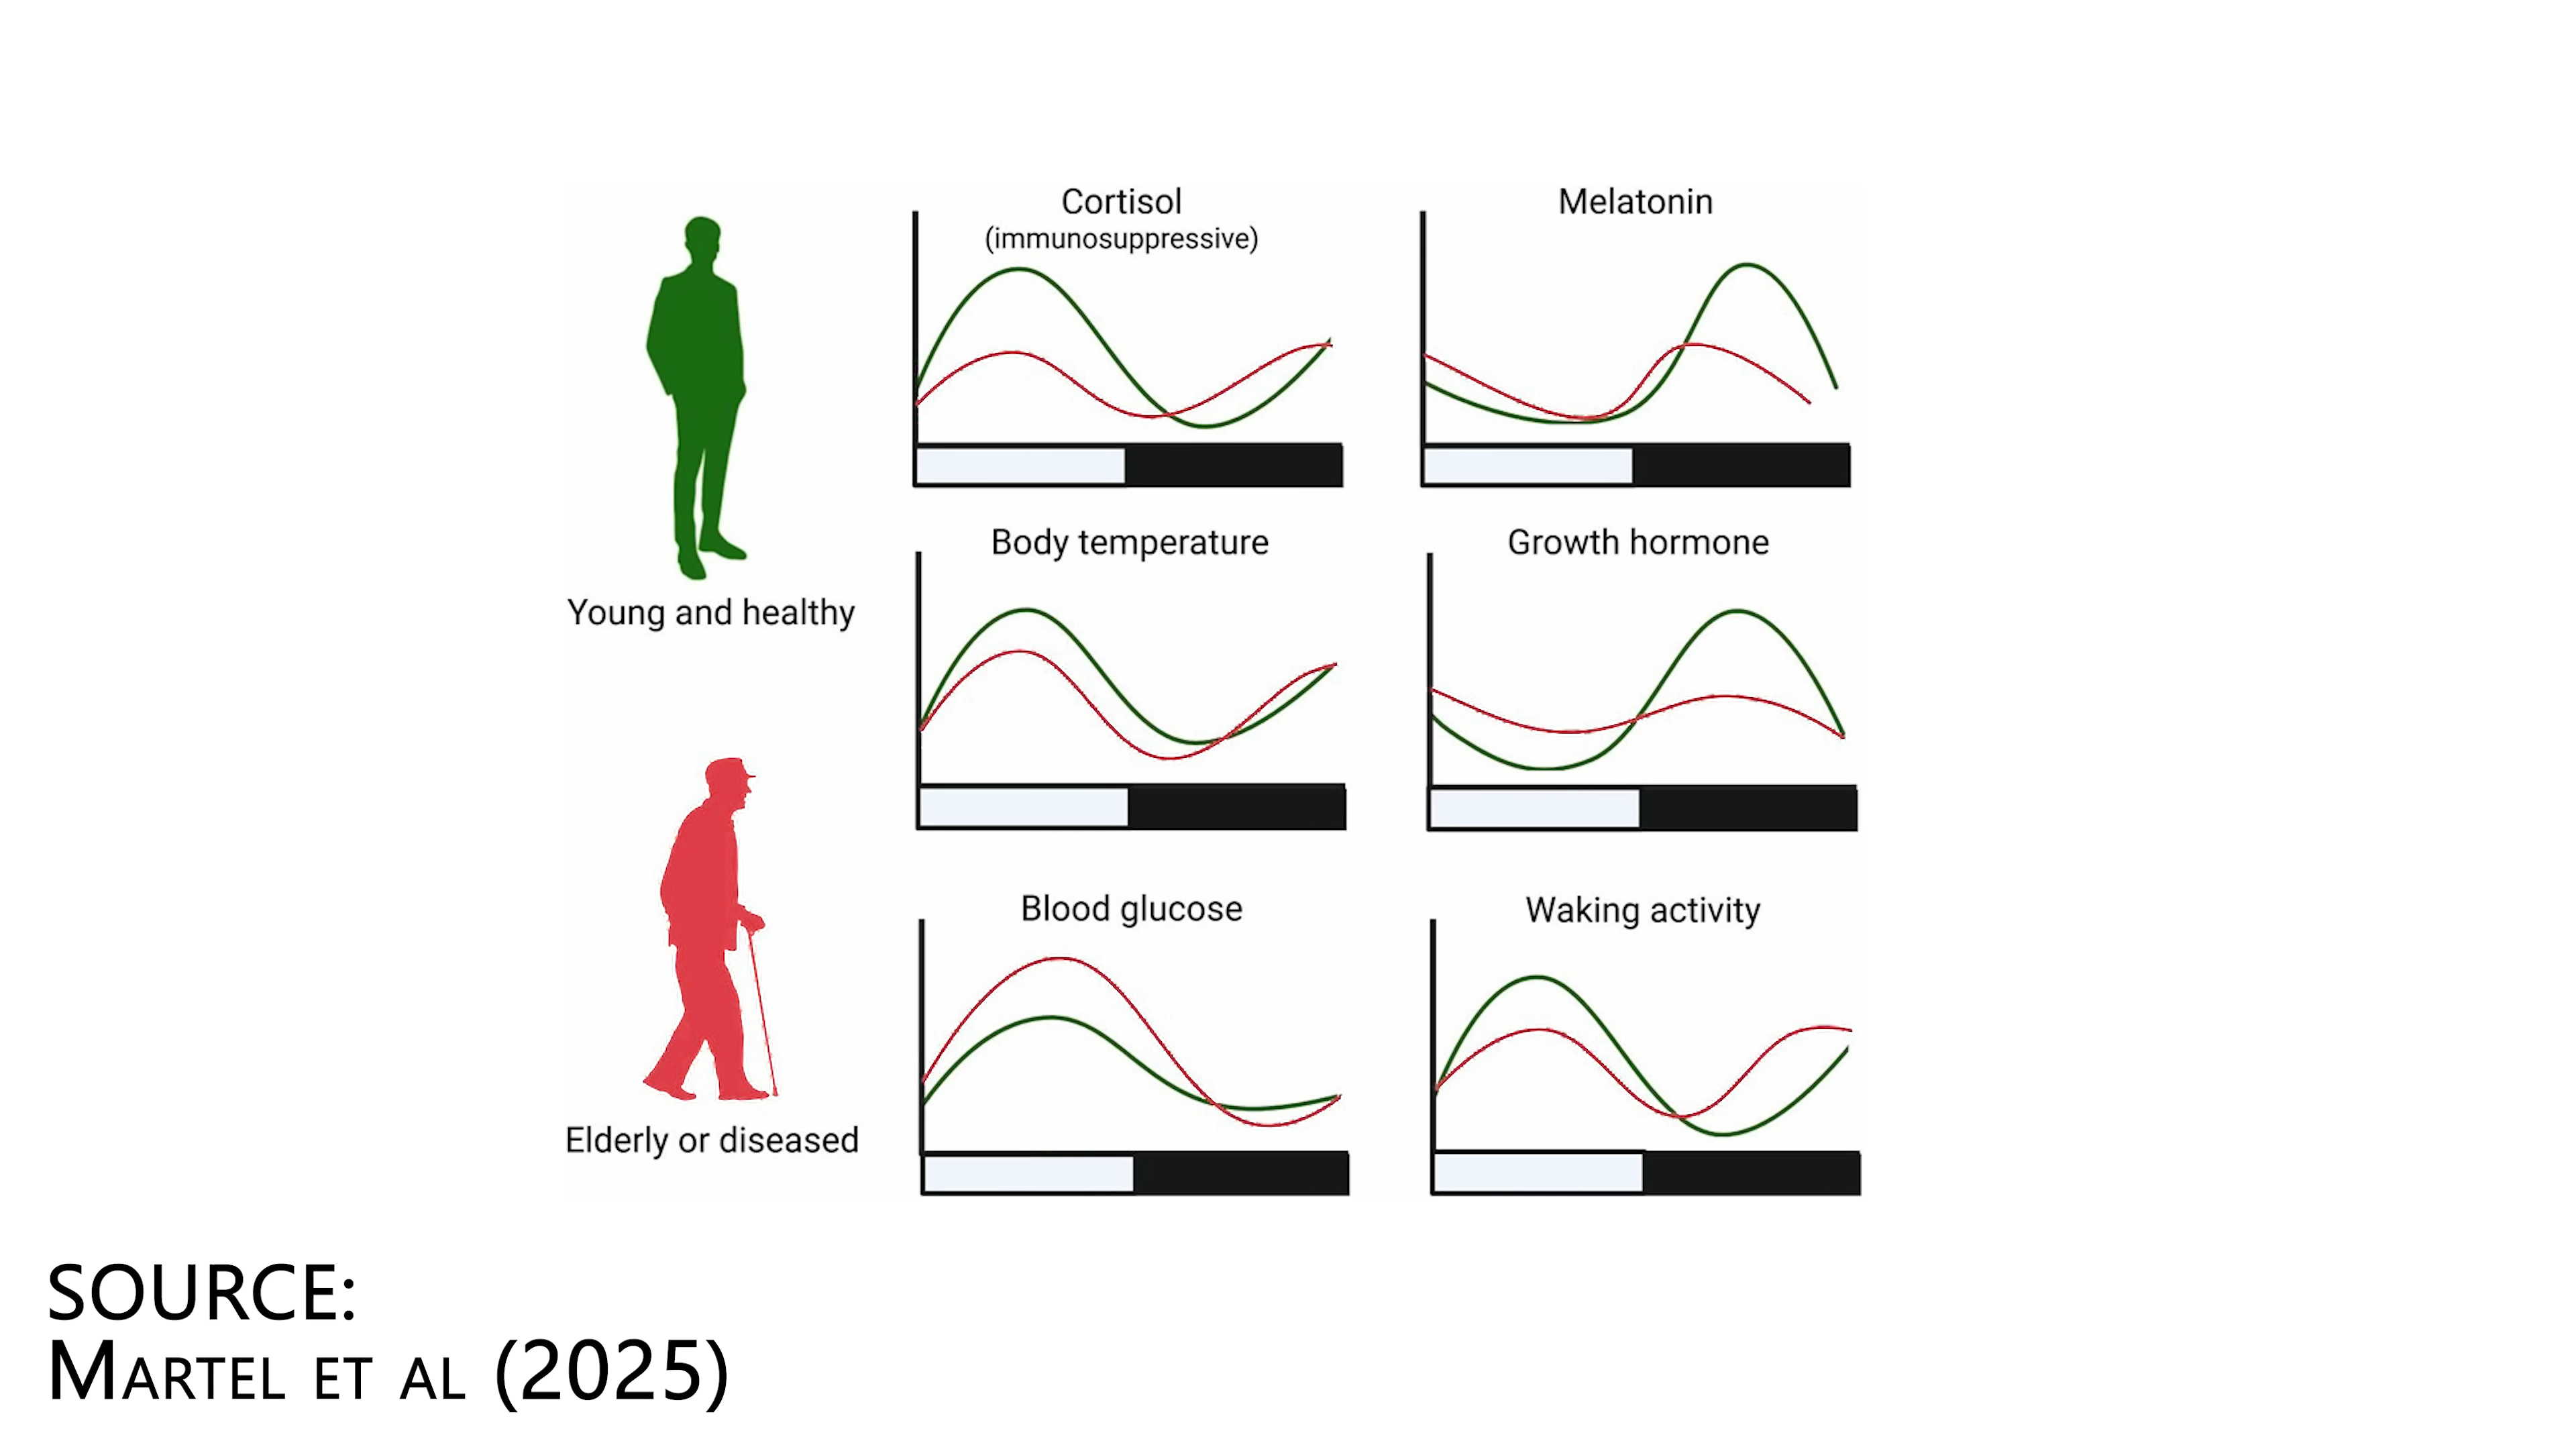 Cortisol
(immunosuppressive)
Melatonin
Young and healthy
Body temperature
Growth hormone
Elderly or diseased
Blood glucose
Waking activity
SOURCE:
MARTEL ET AL (2025)